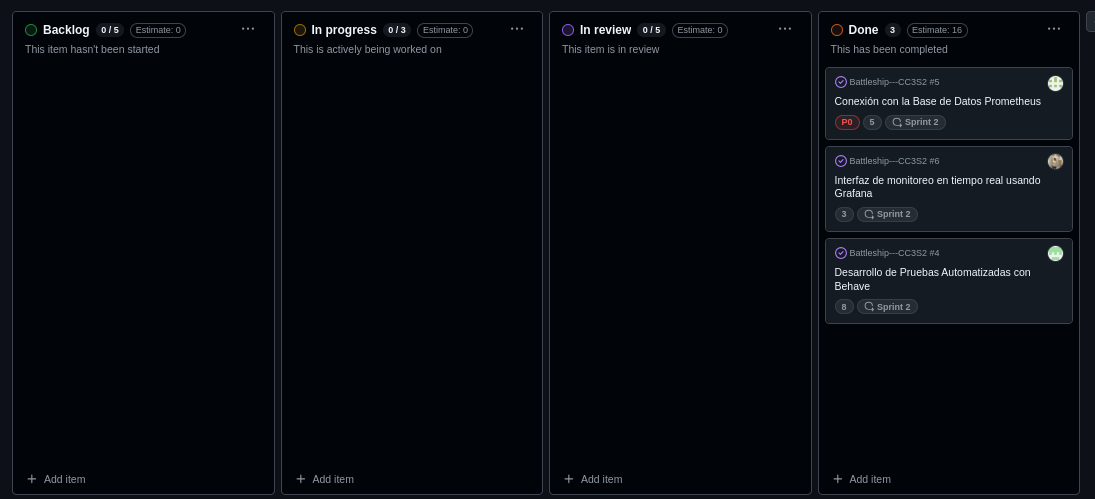 Backlog 0 / 5 Estimate: 0 ...
This item hasn't been started
Add item
In progress 0 / 3 Estimate: 0 ...
This is actively being worked on
Add item
In review 0 / 5 Estimate: 0 ...
This item is in review
Add item
Done 3 Estimate: 16 ...
This has been completed
Battleship---CC3S2 #5
Conexión con la Base de Datos Prometheus
P0 5 Sprint 2
Battleship---CC3S2 #6
Interfaz de monitoreo en tiempo real usando
Grafana
3 Sprint 2
Battleship---CC3S2 #4
Desarrollo de Pruebas Automatizadas con
Behave
8 Sprint 2
Add item